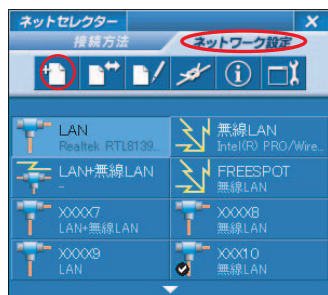 ネットセレクター
接続方法 ネットワーク設定
LAN
Realtek RTL8139..
無線LAN
Intel(R) PRO/Wire..
LAN+無線LAN
-
FREESPOT
無線LAN
XXXX7
LAN+無線LAN
XXXX8
無線LAN
XXXX9
LAN
XXX10
無線LAN